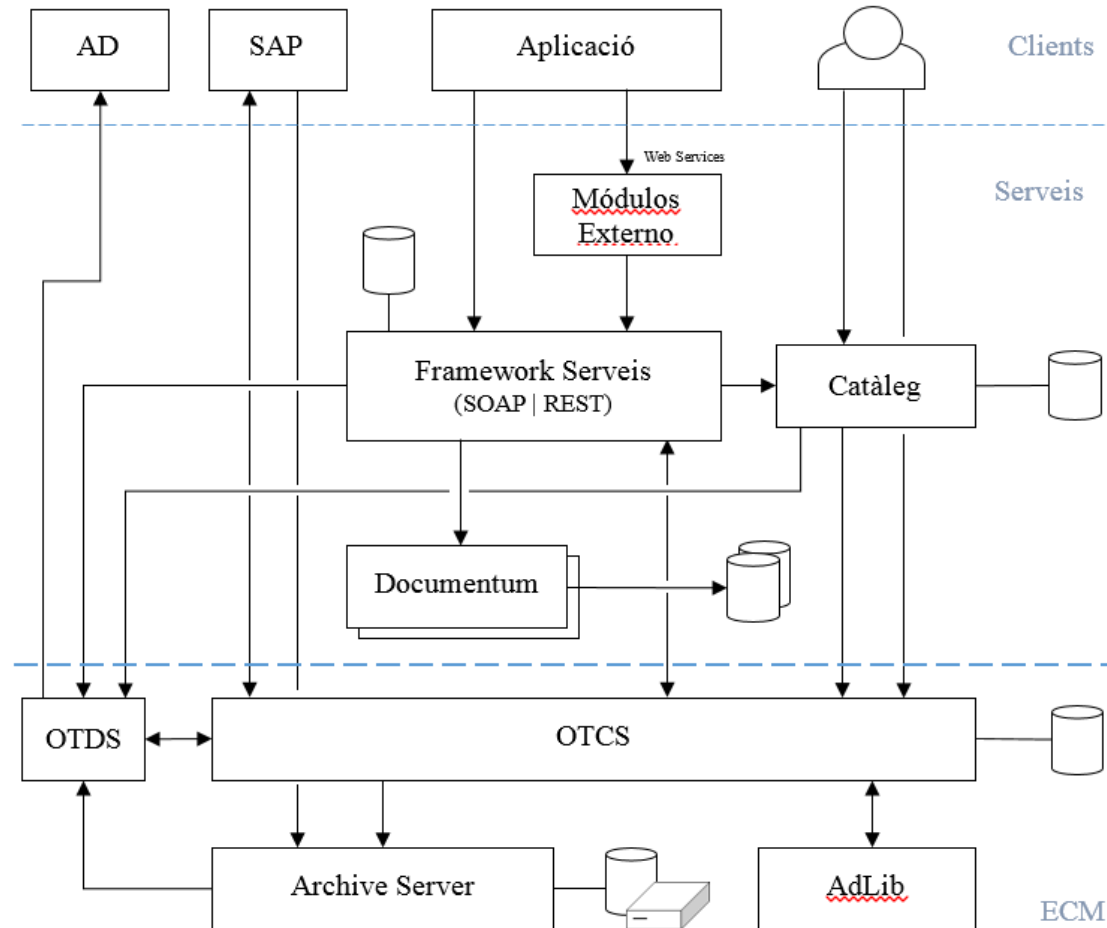 AD
SAP
Aplicació
Clients
Web Services
Serveis
Módulos
Externo
Framework Serveis
(SOAP | REST)
Catàleg
Documentum
OTDS
OTCS
Archive Server
AdLib
ECM